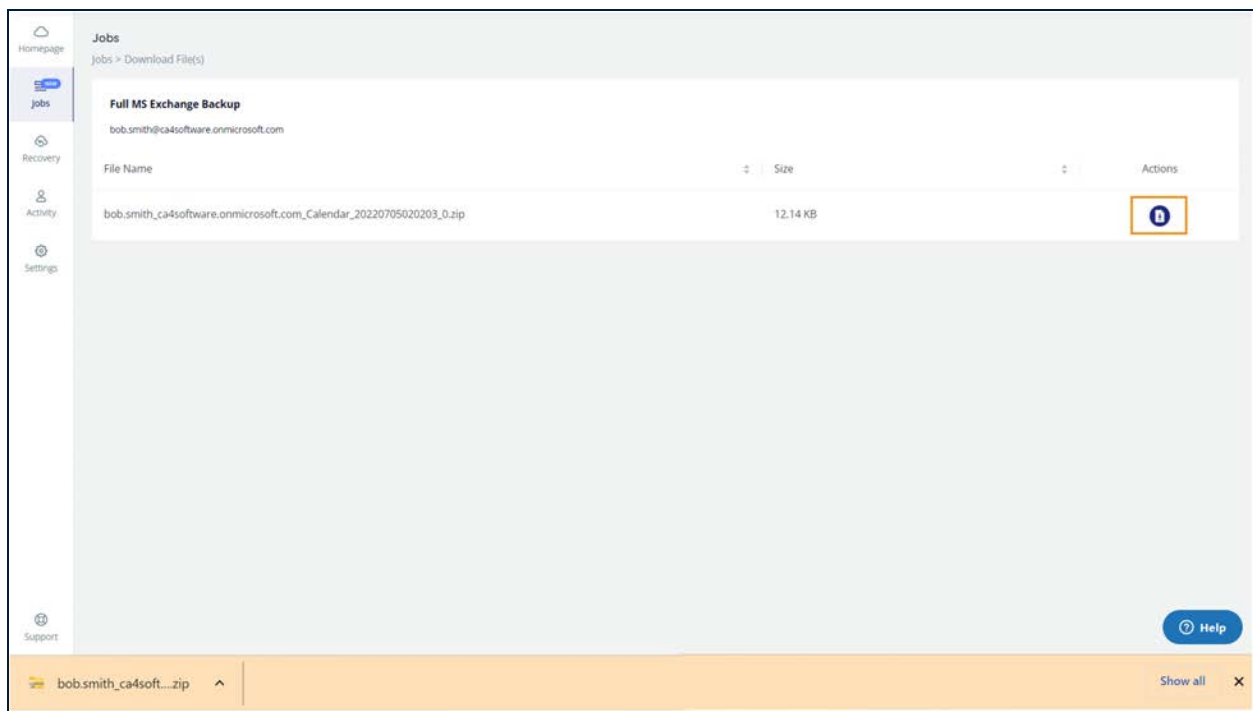 Homepage
Jobs
Jobs > Download File(s)
new
Jobs
Full MS Exchange Backup
bob.smith@ca4software.onmicrosoft.com
Recovery
File Name
Size
Actions
Activity
bob.smith_ca4software.onmicrosoft.com_Calendar_20220705020203_0.zip
12.14 KB
Settings
Support
Help
bob.smith_ca4soft....zip
Show all